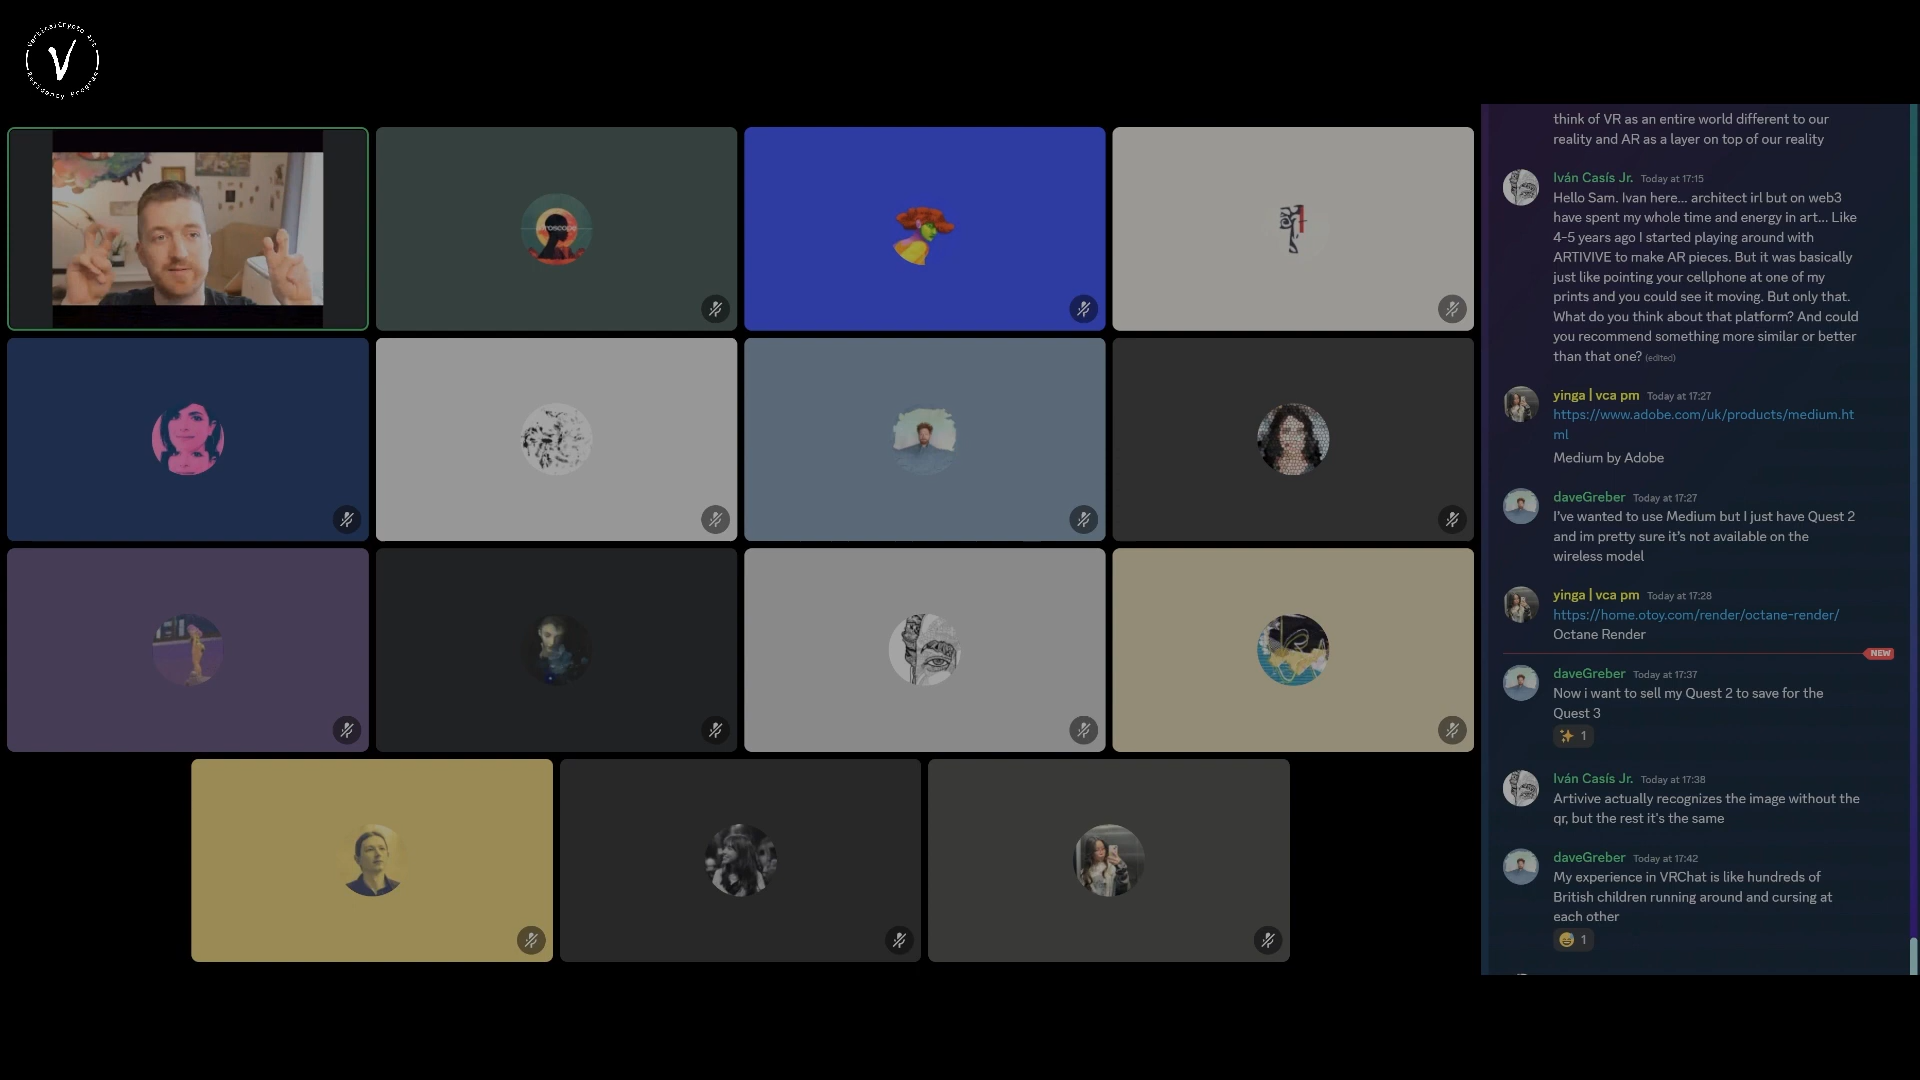 Verbina/Crypto Art
V
Residency Program
roscope
think of VR as an entire world different to our
reality and AR as a layer on top of our reality
Iván Casís Jr. Today at 17:15
Hello Sam. Ivan here... architect irl but on web3
have spent my whole time and energy in art... Like
4-5 years ago I started playing around with
ARTIVIVE to make AR pieces. But it was basically
just like pointing your cellphone at one of my
prints and you could see it moving. But only that.
What do you think about that platform? And could
you recommend something more similar or better
than that one? (edited)
yinga | vca pm Today at 17:27
https://www.adobe.com/uk/products/medium.ht
ml
Medium by Adobe
daveGreber Today at 17:27
I've wanted to use Medium but I just have Quest 2
and im pretty sure it's not available on the
wireless model
yinga | vca pm Today at 17:28
https://home.otoy.com/render/octane-render/
Octane Render
NEW
daveGreber Today at 17:37
Now i want to sell my Quest 2 to save for the
Quest 3
✨ 1
Iván Casís Jr. Today at 17:38
Artivive actually recognizes the image without the
qr, but the rest it's the same
daveGreber Today at 17:42
My experience in VRChat is like hundreds of
British children running around and cursing at
each other
😅 1